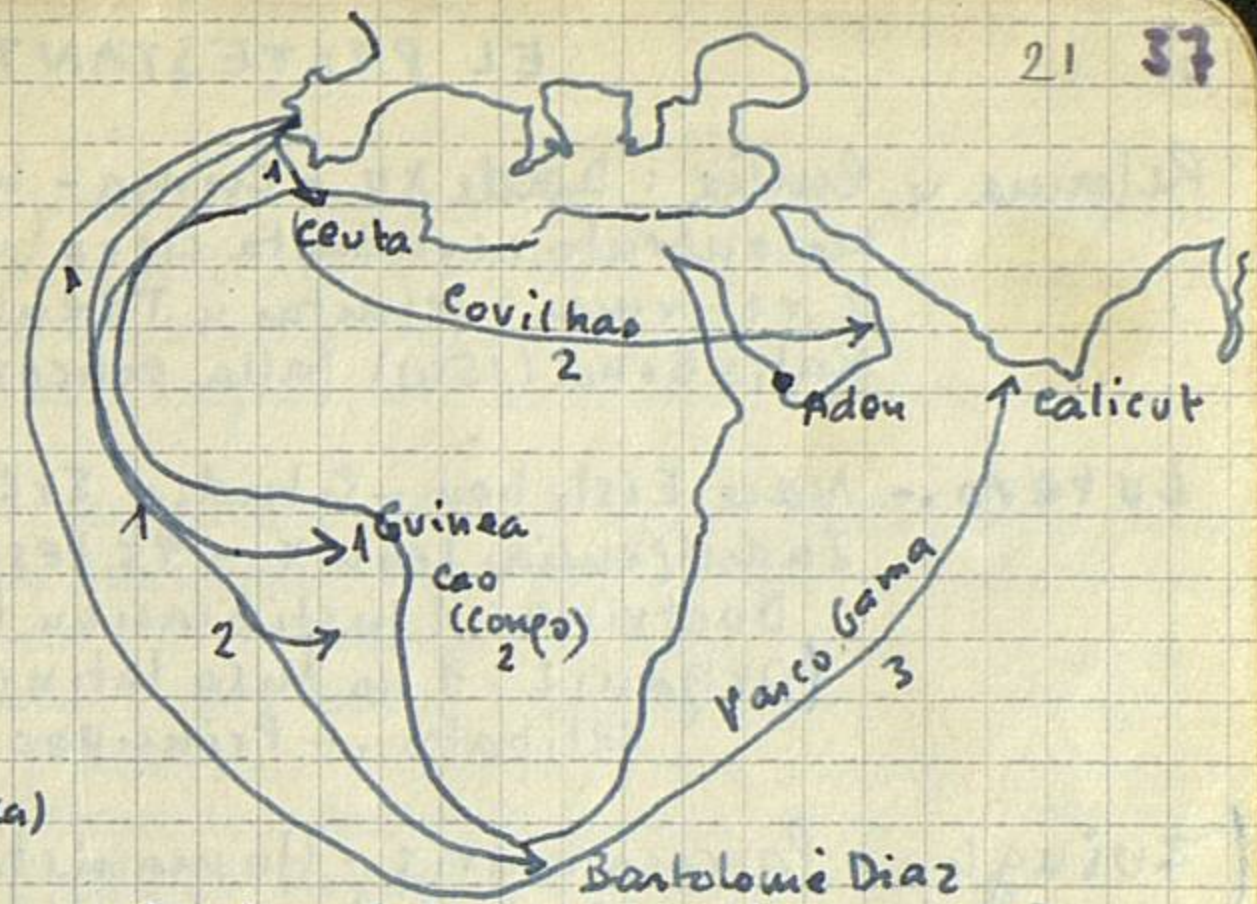 21 37
1
Ceuta
1
Covilhao
2
Aden
Calicut
1
1 Guinea
Cao
(Congo)
2
2
Vasco Gama
3
Bartolomé Diaz